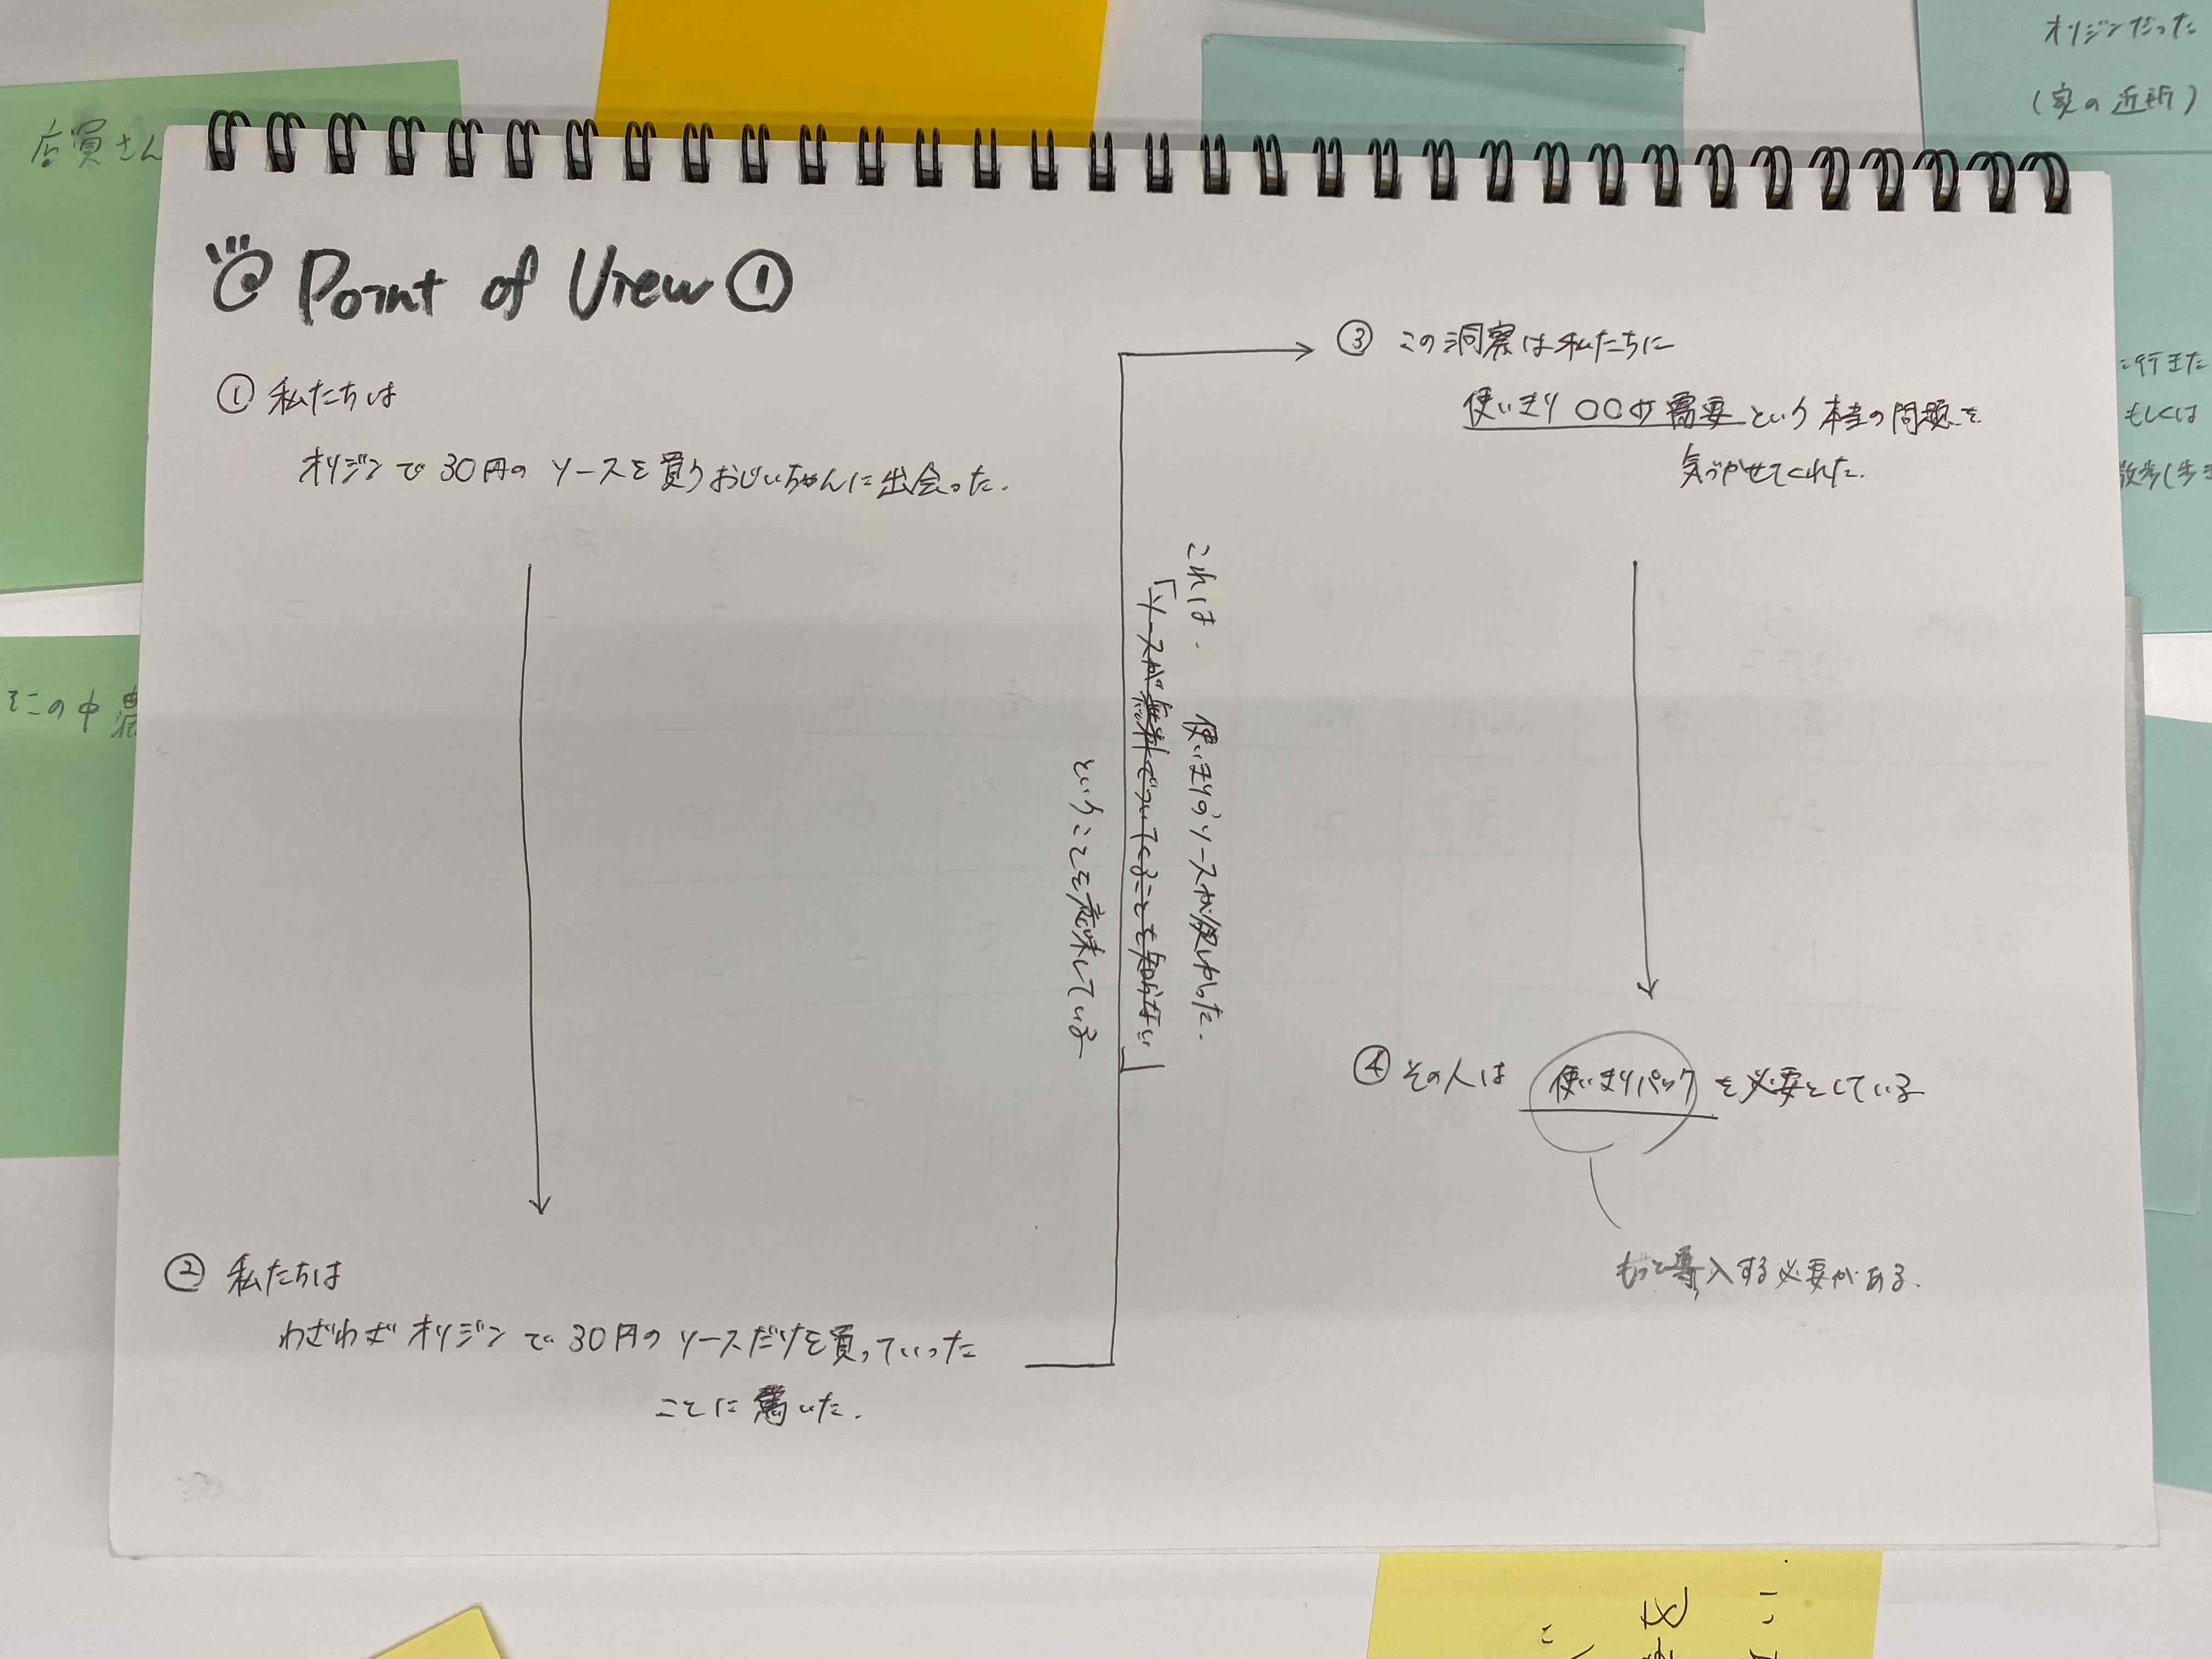 Point of View ①
① 私たちは
オリジンで30円のソースを買うおじいちゃんに出会った.
② 私たちは
わざわざオリジンで30円のソースだけを買っていった
ことに驚いた.
これは.
使いきりのソースが欲しかった.
「ソースが無料でついてくることを知らない」
ということを意味している
③ この洞察は私たちに
使いきり〇〇の需要という本当の問題を
気づかせてくれた.
④ その人は 使いきりパック を必要としている
もっと導入する必要がある.
店員さん
そこの中
オリジンだった
(家の近所)
に行きた
もしくは
散歩(歩き